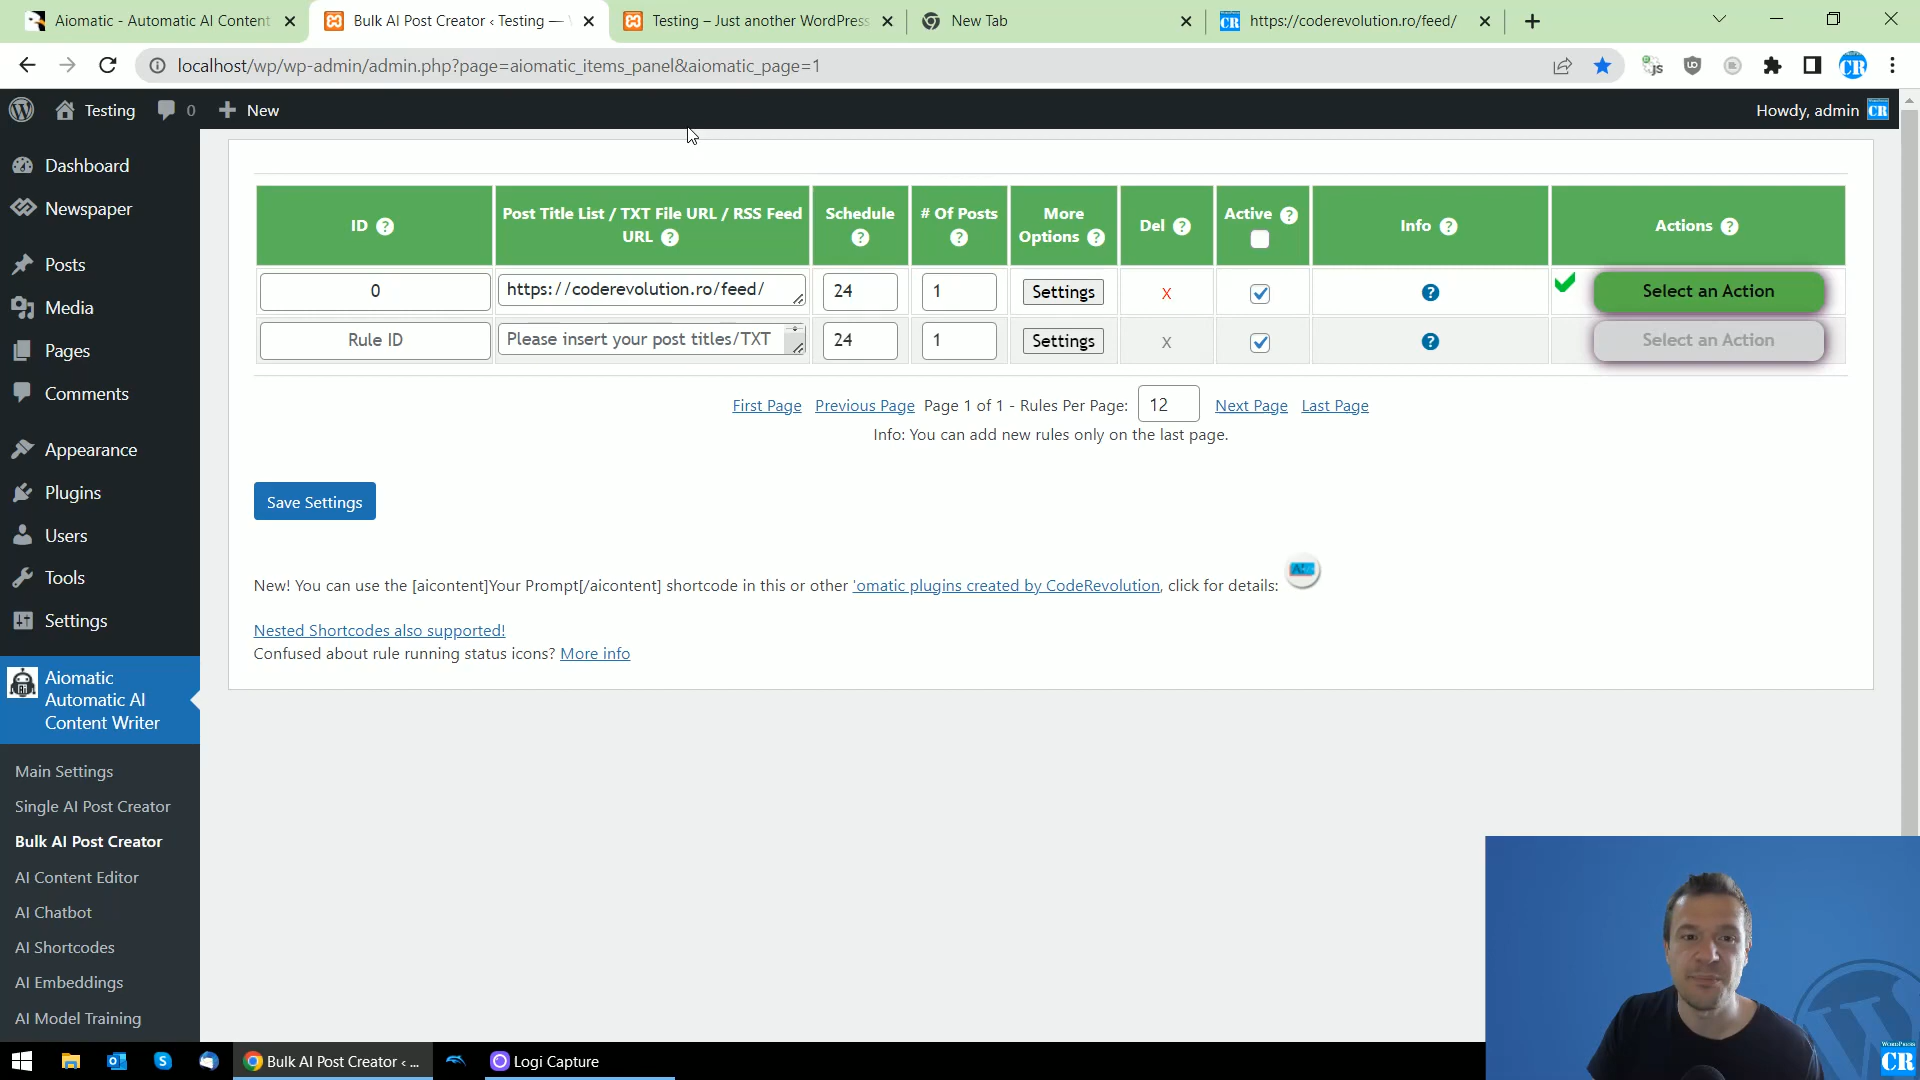 Aiomatic - Automatic AI Content
Bulk AI Post Creator ‹ Testing —
Testing – Just another WordPress
New Tab
https://coderevolution.ro/feed/
localhost/wp/wp-admin/admin.php?page=aiomatic_items_panel&aiomatic_page=1
Testing
0
New
Howdy, admin
Dashboard
Newspaper
Posts
Media
Pages
Comments
Appearance
Plugins
Users
Tools
Settings
Aiomatic
Automatic AI
Content Writer
Main Settings
Single AI Post Creator
Bulk AI Post Creator
AI Content Editor
AI Chatbot
AI Shortcodes
AI Embeddings
AI Model Training
ID ?
Post Title List / TXT File URL / RSS Feed
URL ?
Schedule
?
# Of Posts
?
More
Options ?
Del ?
Active ?
Info ?
Actions ?
0
https://coderevolution.ro/feed/
24
1
Settings
X
?
Select an Action
Rule ID
Please insert your post titles/TXT
24
1
Settings
X
?
Select an Action
First Page Previous Page Page 1 of 1 - Rules Per Page: 12 Next Page Last Page
Info: You can add new rules only on the last page.
Save Settings
New! You can use the [aicontent]Your Prompt[/aicontent] shortcode in this or other 'omatic plugins created by CodeRevolution, click for details:
Nested Shortcodes also supported!
Confused about rule running status icons? More info
Bulk AI Post Creator ‹ ...
Logi Capture
WORDPRESS
CR